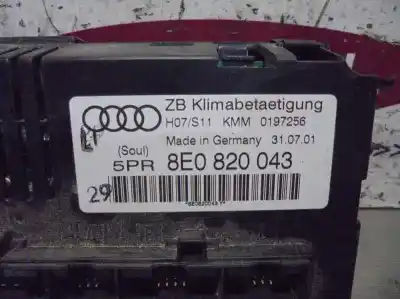 ZB Klimabetaetigung
H07/S11 KMM 0197256
Made in Germany 31.07.01
(Soul)
5PR 8E0 820 043
29